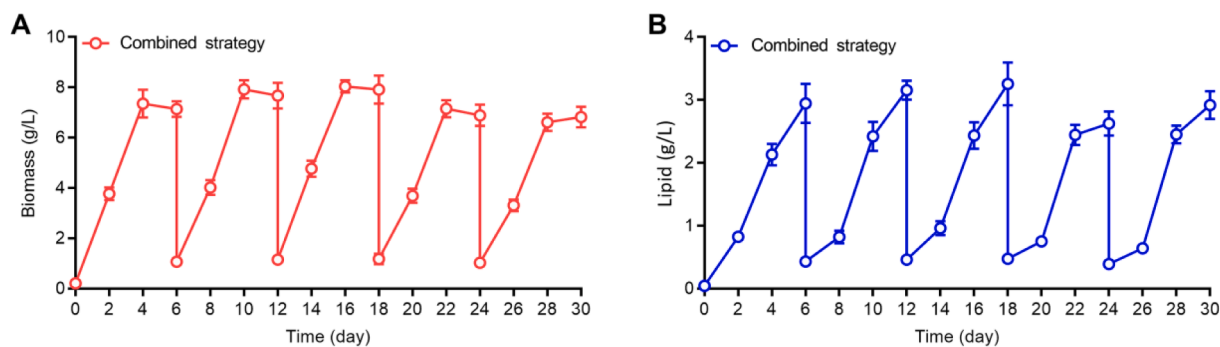 A
Combined strategy
Biomass (g/L)
10
8
6
4
2
0
0 2 4 6 8 10 12 14 16 18 20 22 24 26 28 30
Time (day)
B
Combined strategy
Lipid (g/L)
4
3
2
1
0
0 2 4 6 8 10 12 14 16 18 20 22 24 26 28 30
Time (day)